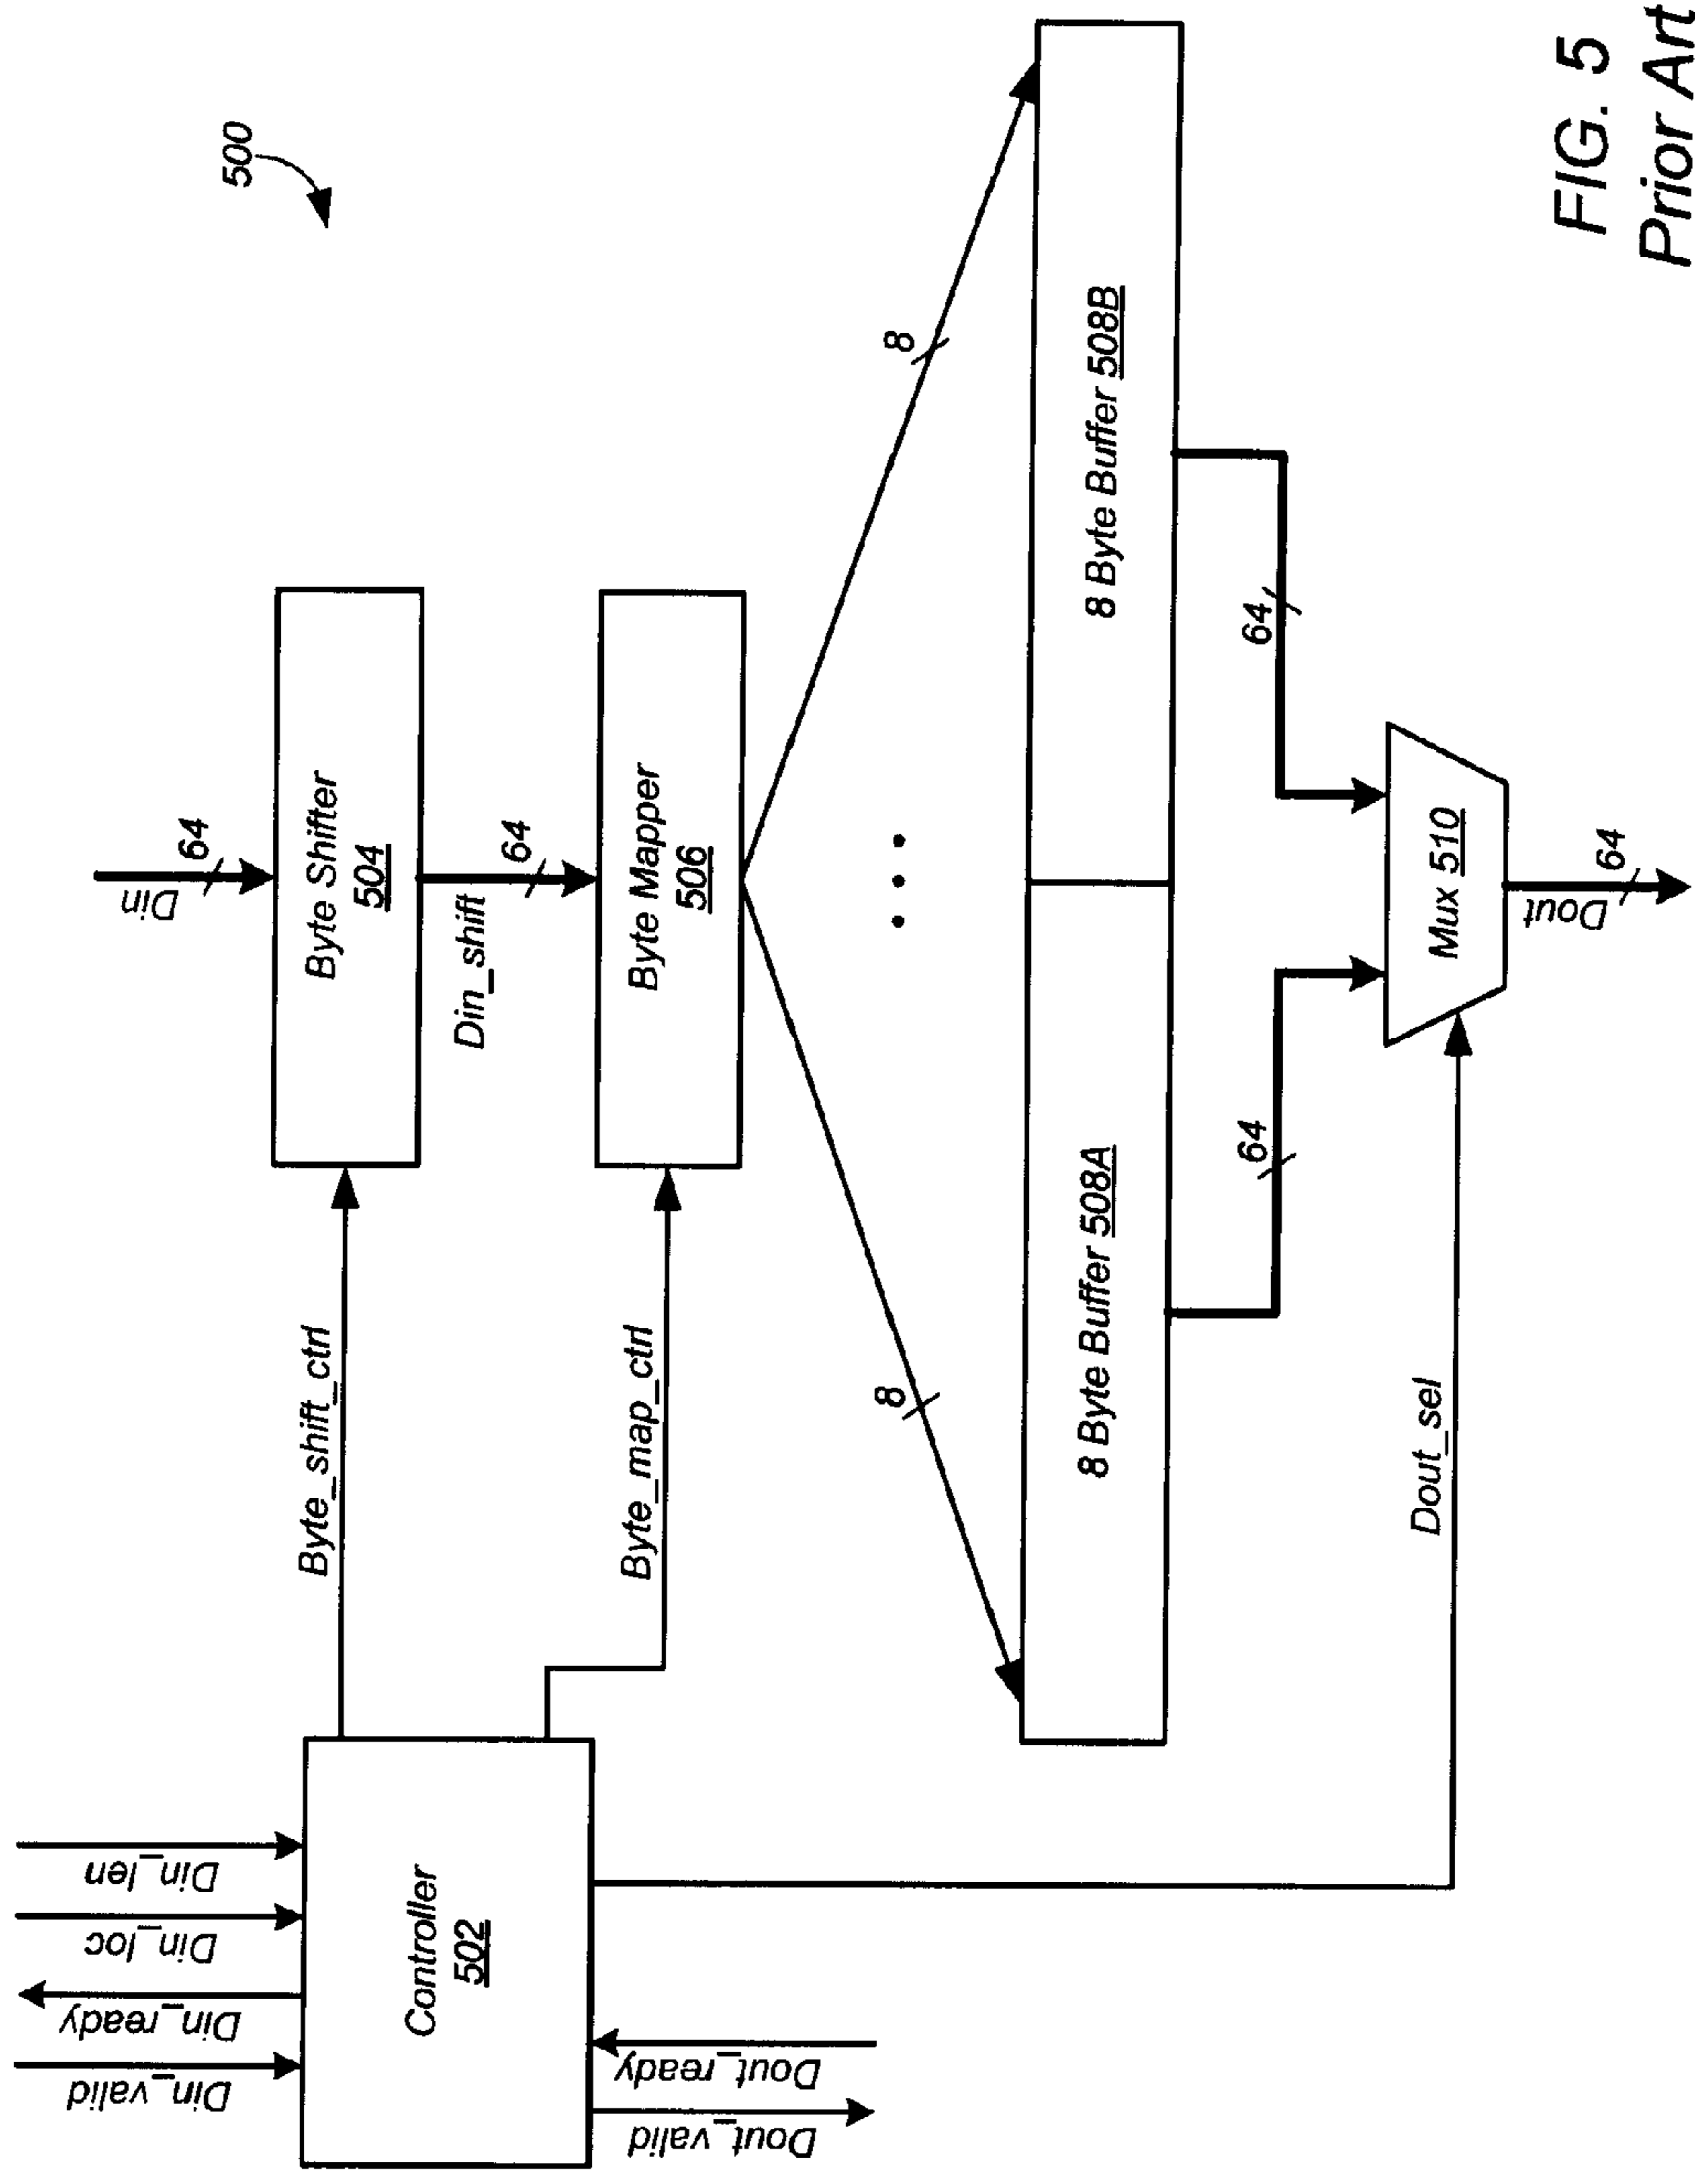 500
Din_valid
Din_ready
Din_loc
Din_len
Controller
502
Dout_valid
Dout_ready
Byte_shift_ctrl
Byte_map_ctrl
Dout_sel
Din
64
Byte Shifter
504
Din_shift
64
Byte Mapper
506
8
8
8 Byte Buffer 508A
8 Byte Buffer 508B
64
64
Mux 510
Dout
64
FIG. 5
Prior Art